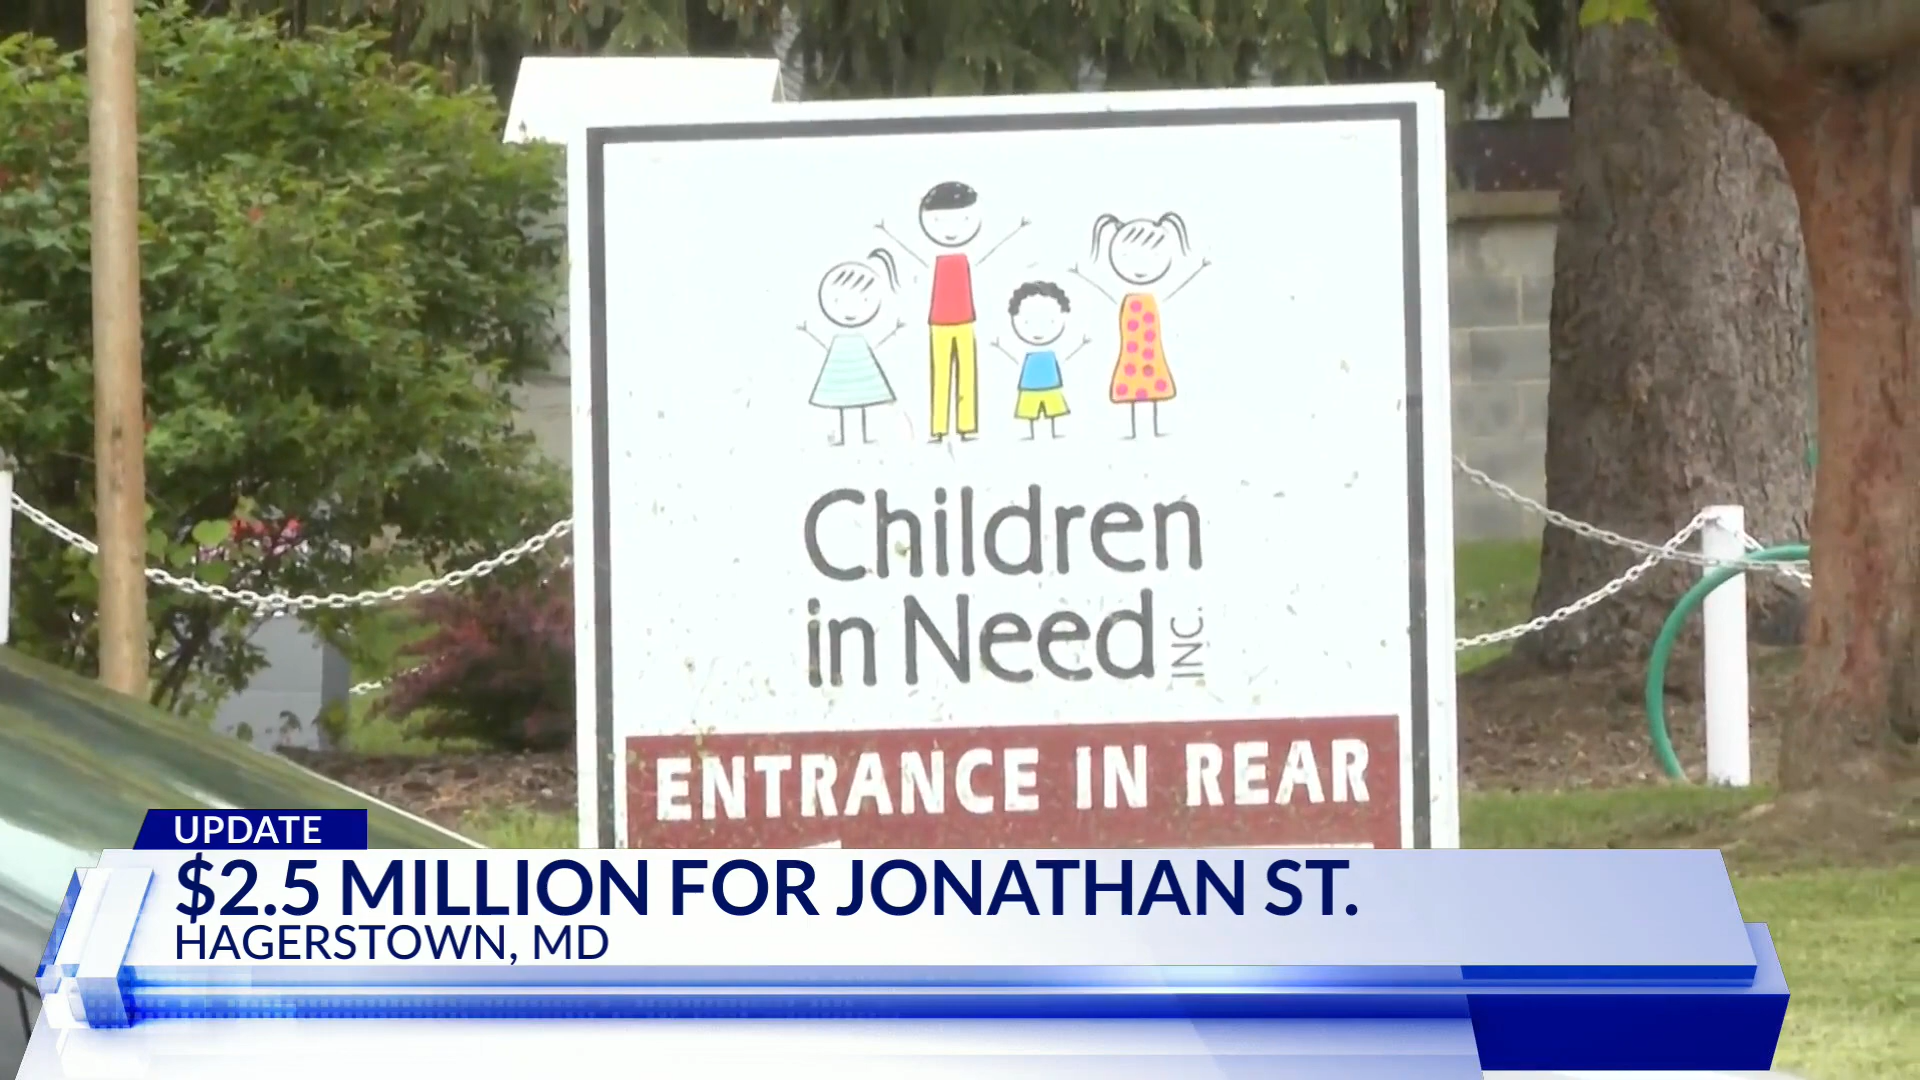 Children
in Need INC.
ENTRANCE IN REAR
UPDATE
$2.5 MILLION FOR JONATHAN ST.
HAGERSTOWN, MD